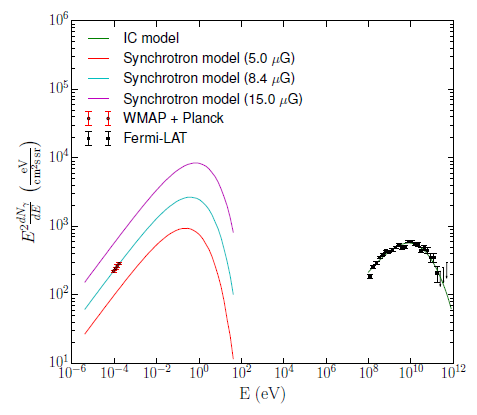 10⁶
10⁵
10⁴
10³
10²
10¹
E² dNγ/dE (eV/cm²s sr)
IC model
Synchrotron model (5.0 μG)
Synchrotron model (8.4 μG)
Synchrotron model (15.0 μG)
WMAP + Planck
Fermi-LAT
10⁻⁶ 10⁻⁴ 10⁻² 10⁰ 10² 10⁴ 10⁶ 10⁸ 10¹⁰ 10¹²
E (eV)